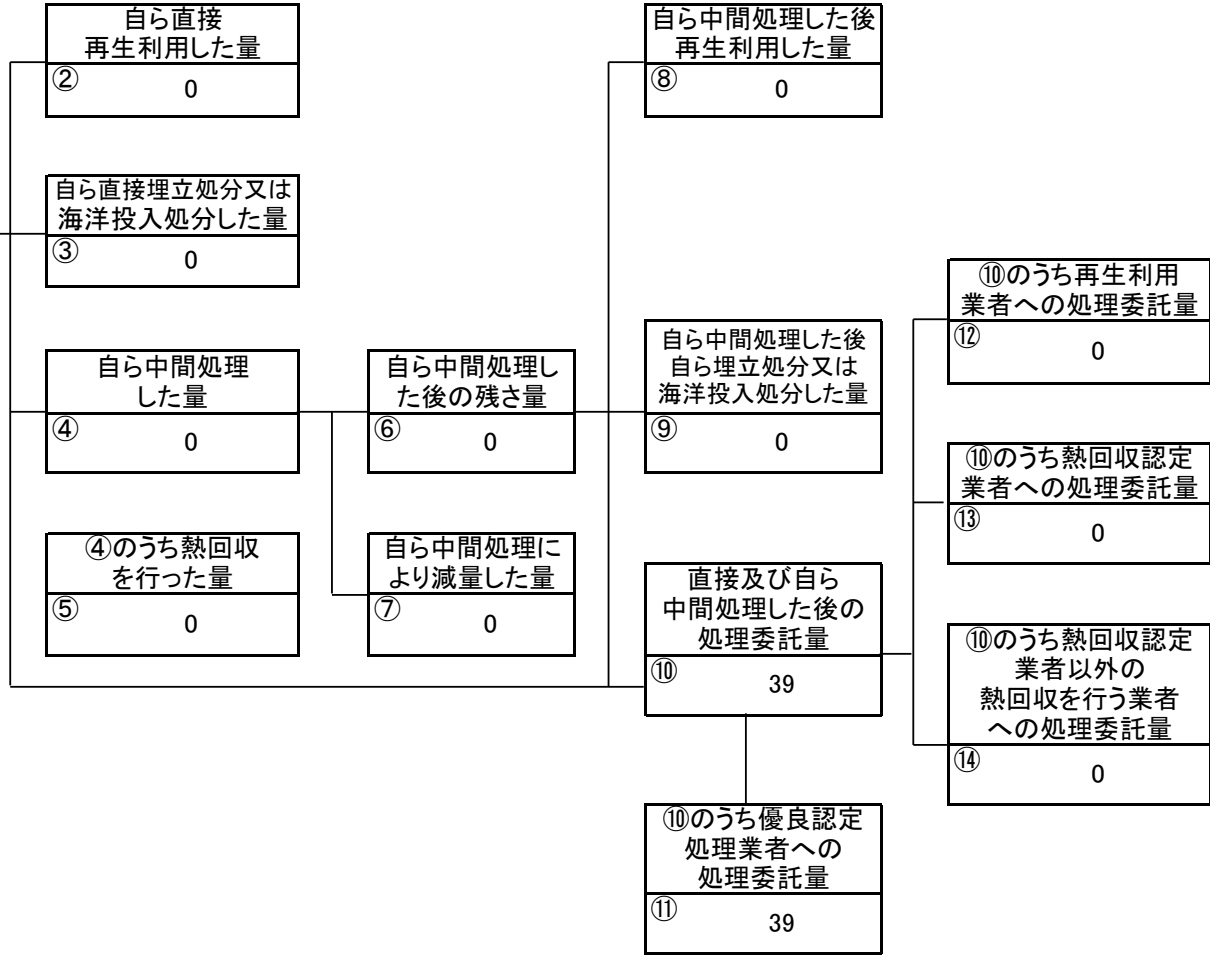 自ら直接
再生利用した量
②
0
自ら直接埋立処分又は
海洋投入処分した量
③
0
自ら中間処理
した量
④
0
④のうち熱回収
を行った量
⑤
0
自ら中間処理し
た後の残さ量
⑥
0
自ら中間処理に
より減量した量
⑦
0
自ら中間処理した後
再生利用した量
⑧
0
自ら中間処理した後
自ら埋立処分又は
海洋投入処分した量
⑨
0
直接及び自ら
中間処理した後の
処理委託量
⑩
39
⑩のうち優良認定
処理業者への
処理委託量
⑪
39
⑩のうち再生利用
業者への処理委託量
⑫
0
⑩のうち熱回収認定
業者への処理委託量
⑬
0
⑩のうち熱回収認定
業者以外の
熱回収を行う業者
への処理委託量
⑭
0